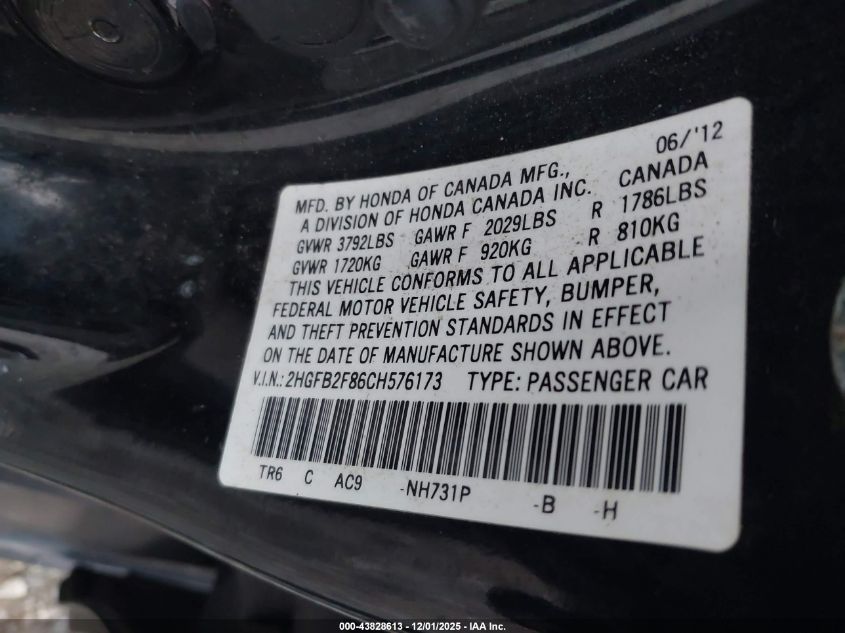 06/'12
MFD. BY HONDA OF CANADA MFG., CANADA
A DIVISION OF HONDA CANADA INC.
GVWR 3792LBS GAWR F 2029LBS R 1786LBS
GVWR 1720KG GAWR F 920KG R 810KG
THIS VEHICLE CONFORMS TO ALL APPLICABLE
FEDERAL MOTOR VEHICLE SAFETY, BUMPER,
AND THEFT PREVENTION STANDARDS IN EFFECT
ON THE DATE OF MANUFACTURE SHOWN ABOVE.
V.I.N.: 2HGFB2F86CH576173 TYPE: PASSENGER CAR
TR6 C AC9 -NH731P -B -H
000-43828613 - 12/01/2025 - IAA Inc.